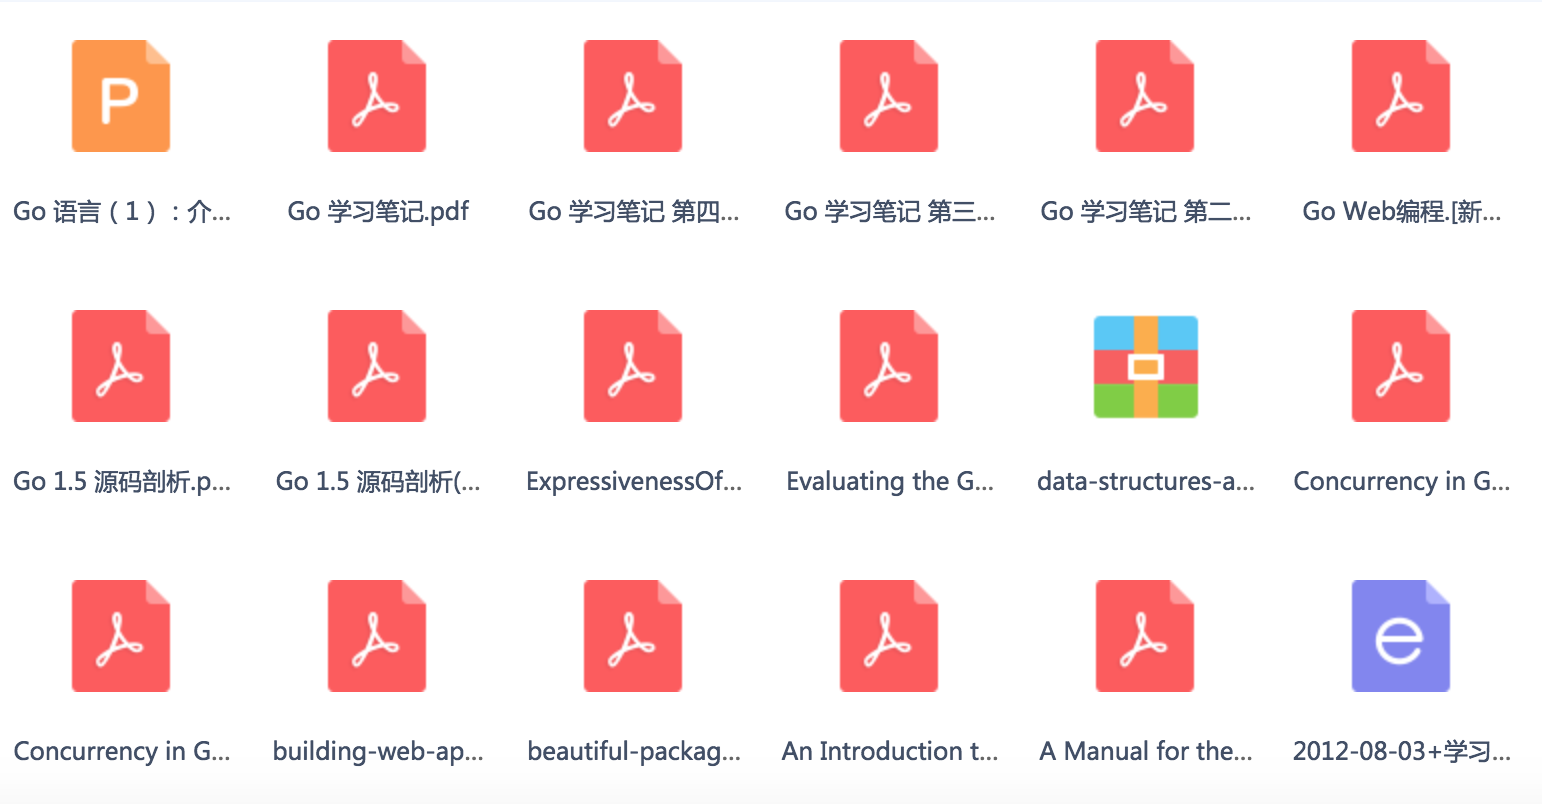 P
Go 语言（1）：介...
Go 学习笔记.pdf
Go 学习笔记 第四...
Go 学习笔记 第三...
Go 学习笔记 第二...
Go Web编程.[新...
Go 1.5 源码剖析.p...
Go 1.5 源码剖析(...
ExpressivenessOf...
Evaluating the G...
data-structures-a...
Concurrency in G...
e
Concurrency in G...
building-web-ap...
beautiful-packag...
An Introduction t...
A Manual for the...
2012-08-03+学习...